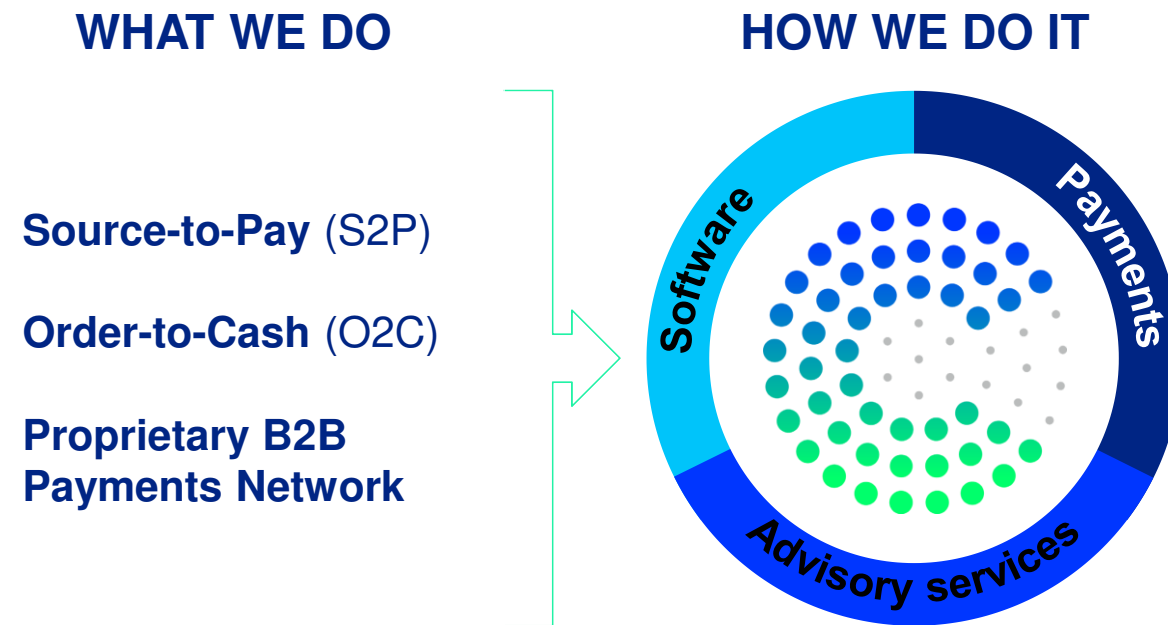 WHAT WE DO
Source-to-Pay (S2P)
Order-to-Cash (O2C)
Proprietary B2B
Payments Network
HOW WE DO IT
Software
Payments
Advisory services